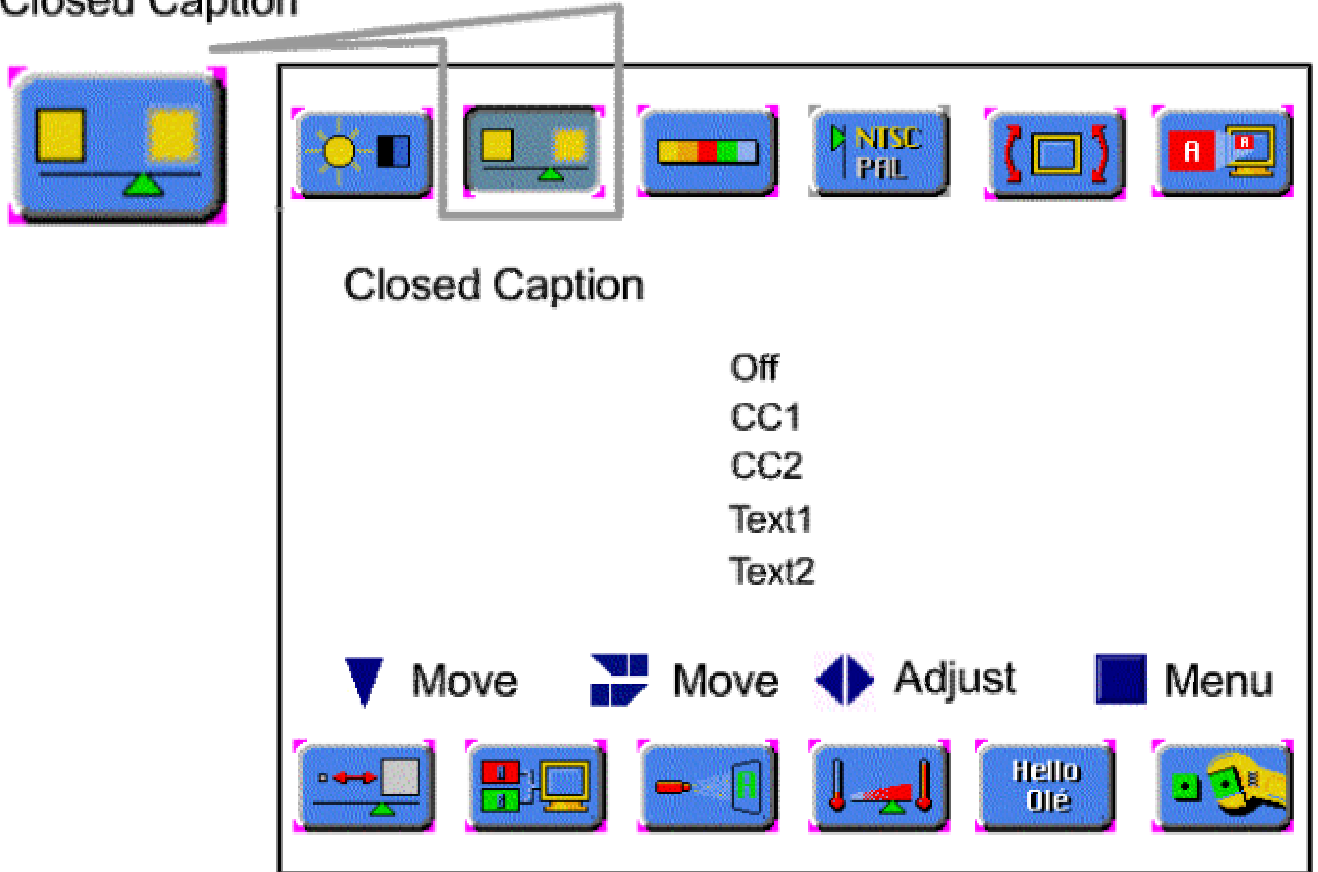 Closed Caption
NTSC
PAL
A A
Closed Caption
Off
CC1
CC2
Text1
Text2
Move Move Adjust Menu
A
Hello
Olé